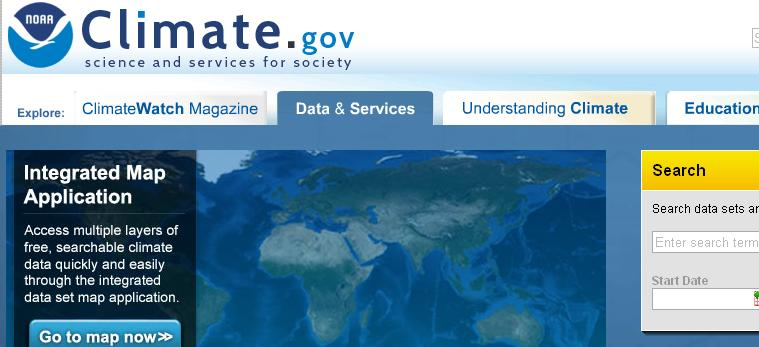 NOAA
Climate.gov
science and services for society
Explore:
ClimateWatch Magazine
Data & Services
Understanding Climate
Education
Integrated Map
Application
Access multiple layers of
free, searchable climate
data quickly and easily
through the integrated
data set map application.
Go to map now>>
Search
Search data sets
Enter search term
Start Date